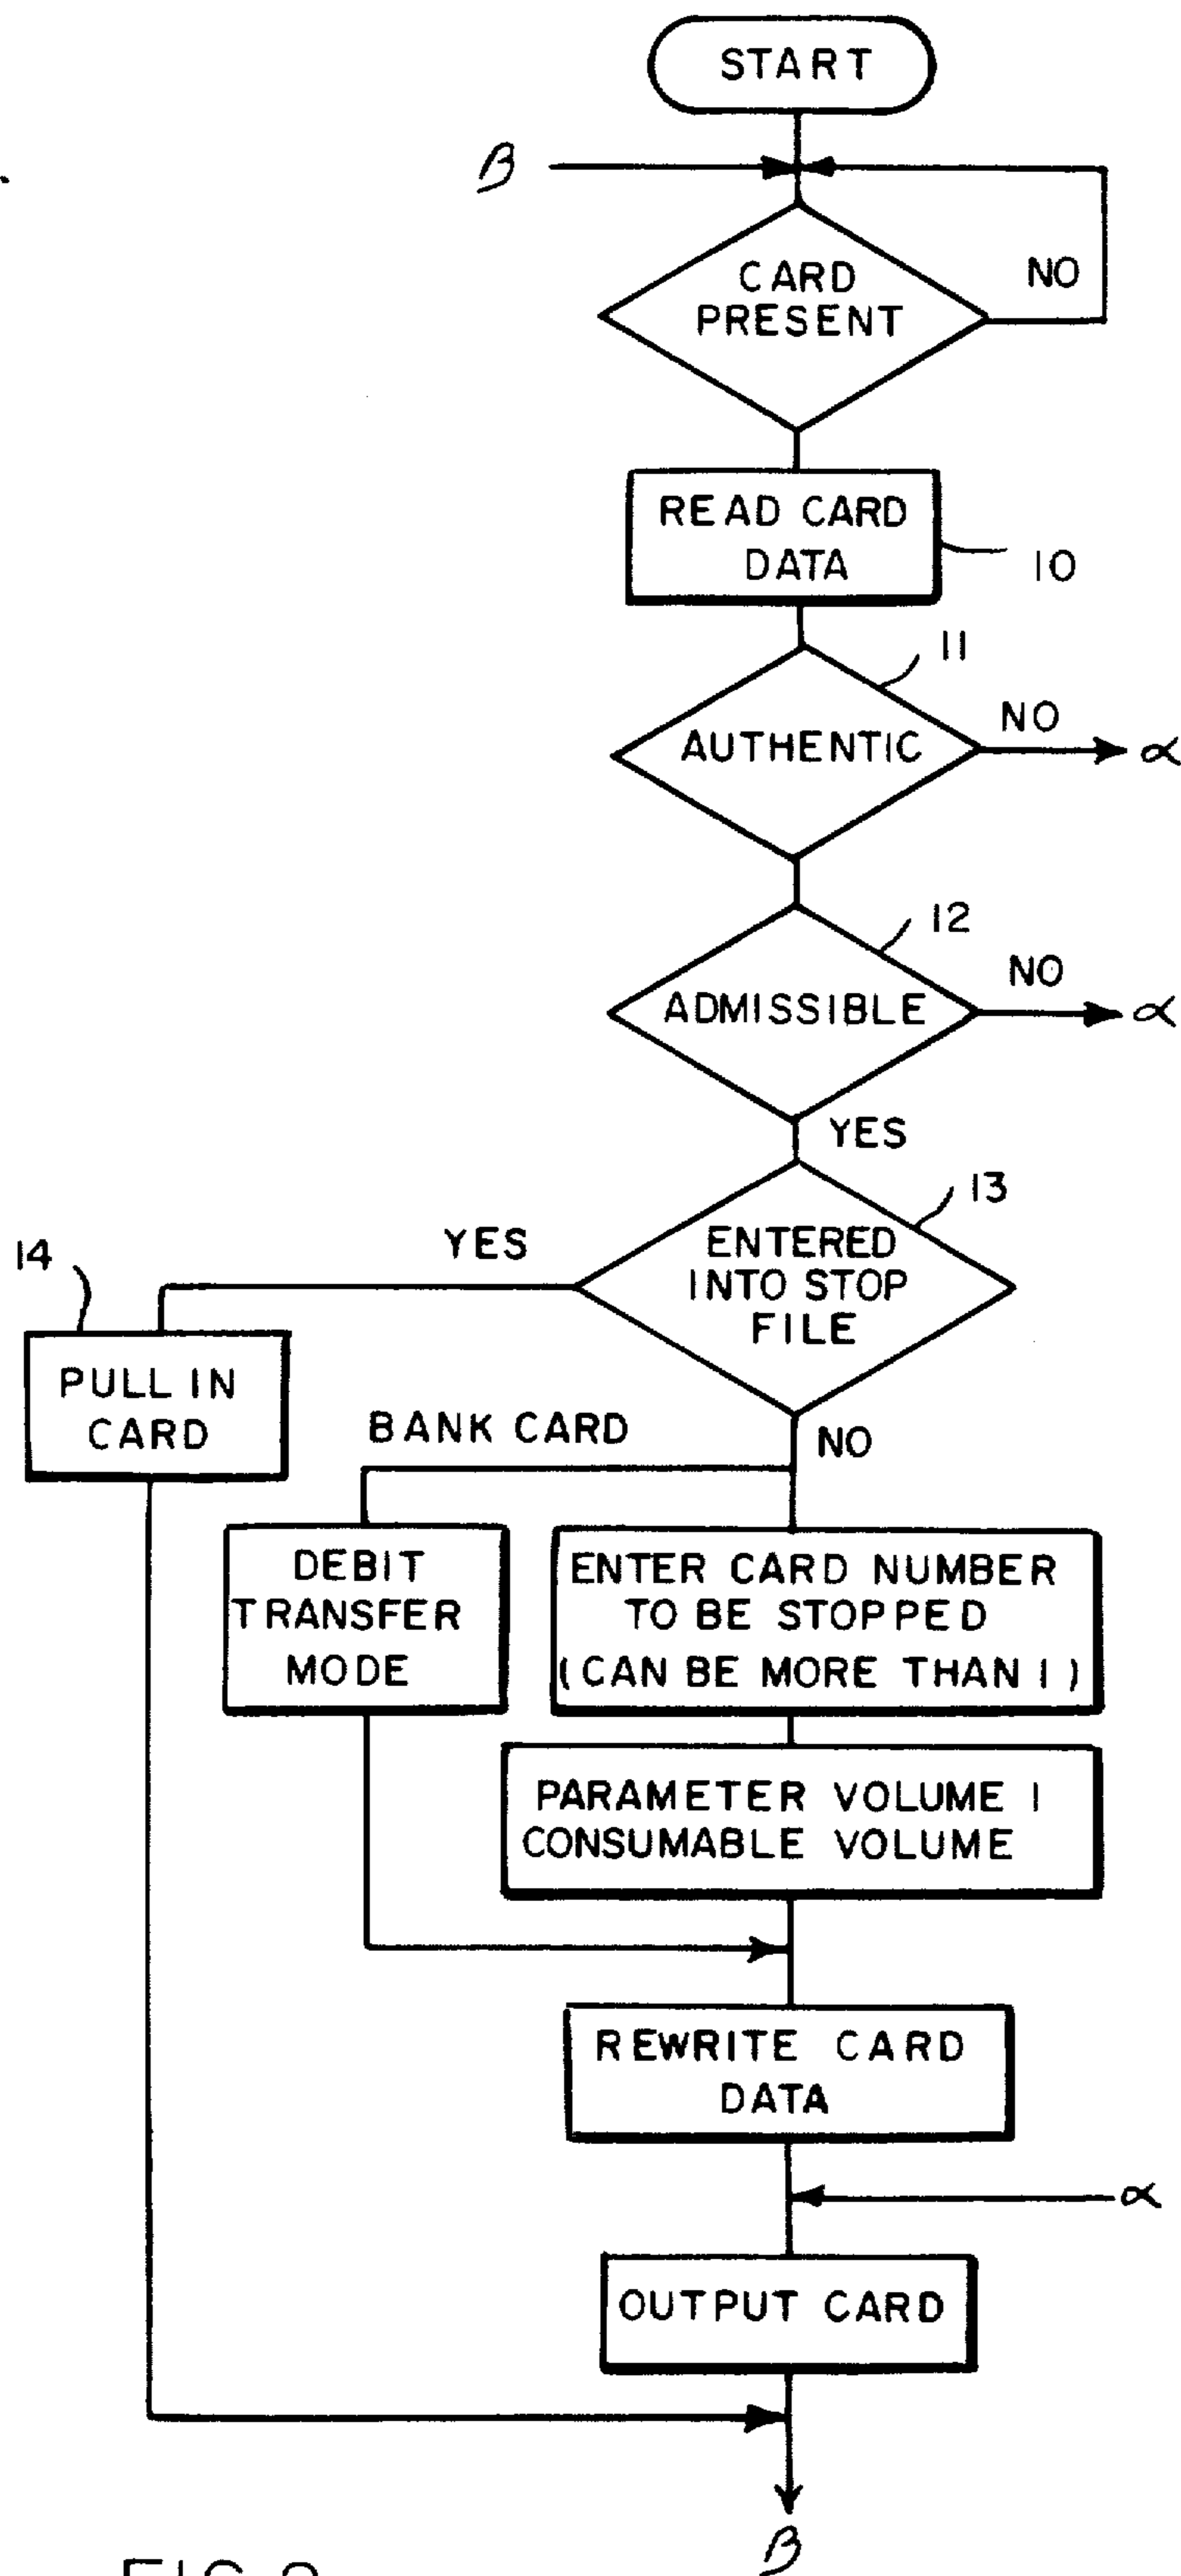 START
β
CARD
PRESENT
NO
READ CARD
DATA
10
11
AUTHENTIC
NO
α
12
ADMISSIBLE
NO
α
YES
13
ENTERED
INTO STOP
FILE
YES
14
PULL IN
CARD
BANK CARD
NO
DEBIT
TRANSFER
MODE
ENTER CARD NUMBER
TO BE STOPPED
(CAN BE MORE THAN 1)
PARAMETER VOLUME 1
CONSUMABLE VOLUME
REWRITE CARD
DATA
α
OUTPUT CARD
β